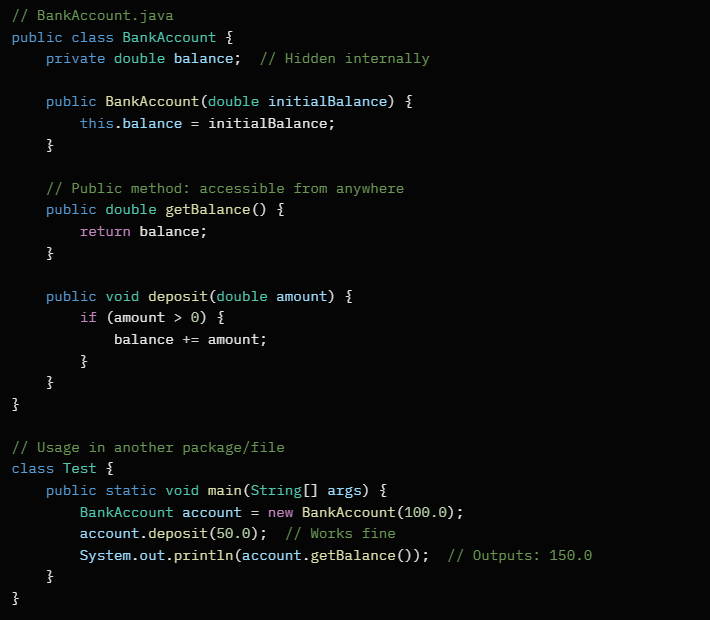 // BankAccount.java
public class BankAccount {
    private double balance;  // Hidden internally

    public BankAccount(double initialBalance) {
        this.balance = initialBalance;
    }

    // Public method: accessible from anywhere
    public double getBalance() {
        return balance;
    }

    public void deposit(double amount) {
        if (amount > 0) {
            balance += amount;
        }
    }
}

// Usage in another package/file
class Test {
    public static void main(String[] args) {
        BankAccount account = new BankAccount(100.0);
        account.deposit(50.0);  // Works fine
        System.out.println(account.getBalance());  // Outputs: 150.0
    }
}